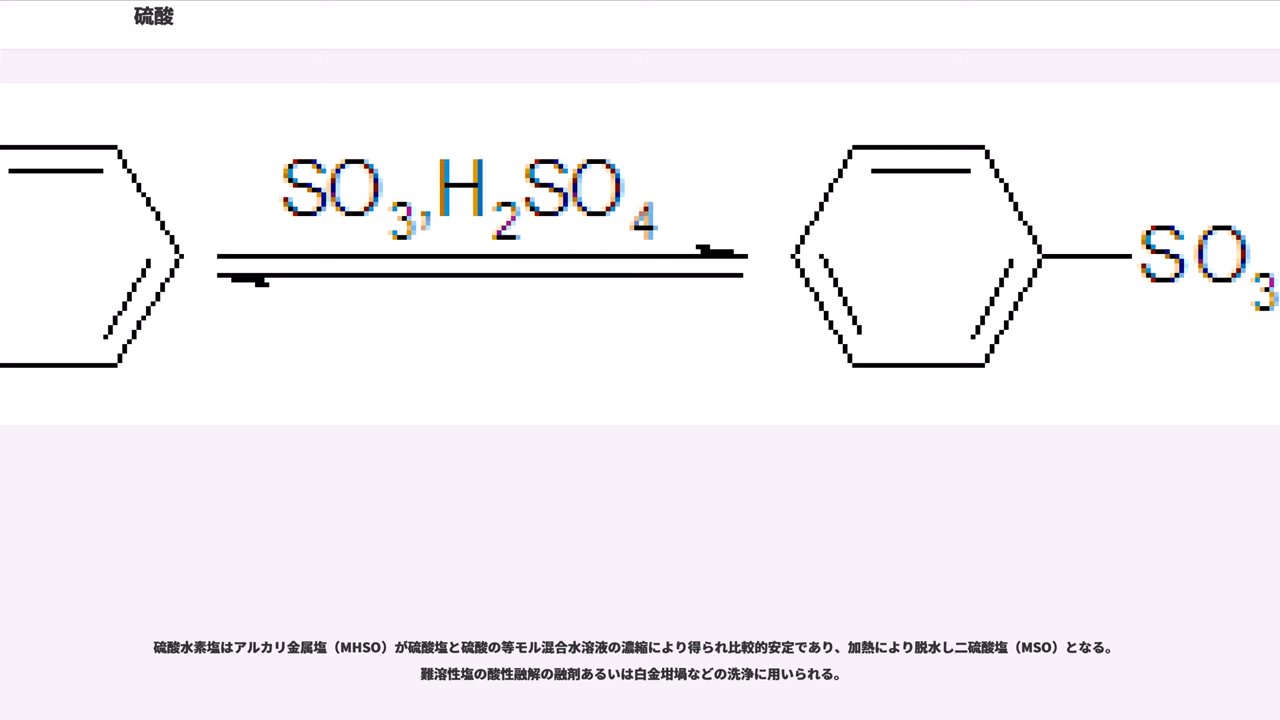 硫酸
SO3,H2SO4
SO3
硫酸水素塩はアルカリ金属塩（MHSO）が硫酸塩と硫酸の等モル混合水溶液の濃縮により得られ比較的安定であり、加熱により脱水し二硫酸塩（MSO）となる。
難溶性塩の酸性融解の融剤あるいは白金坩堝などの洗浄に用いられる。